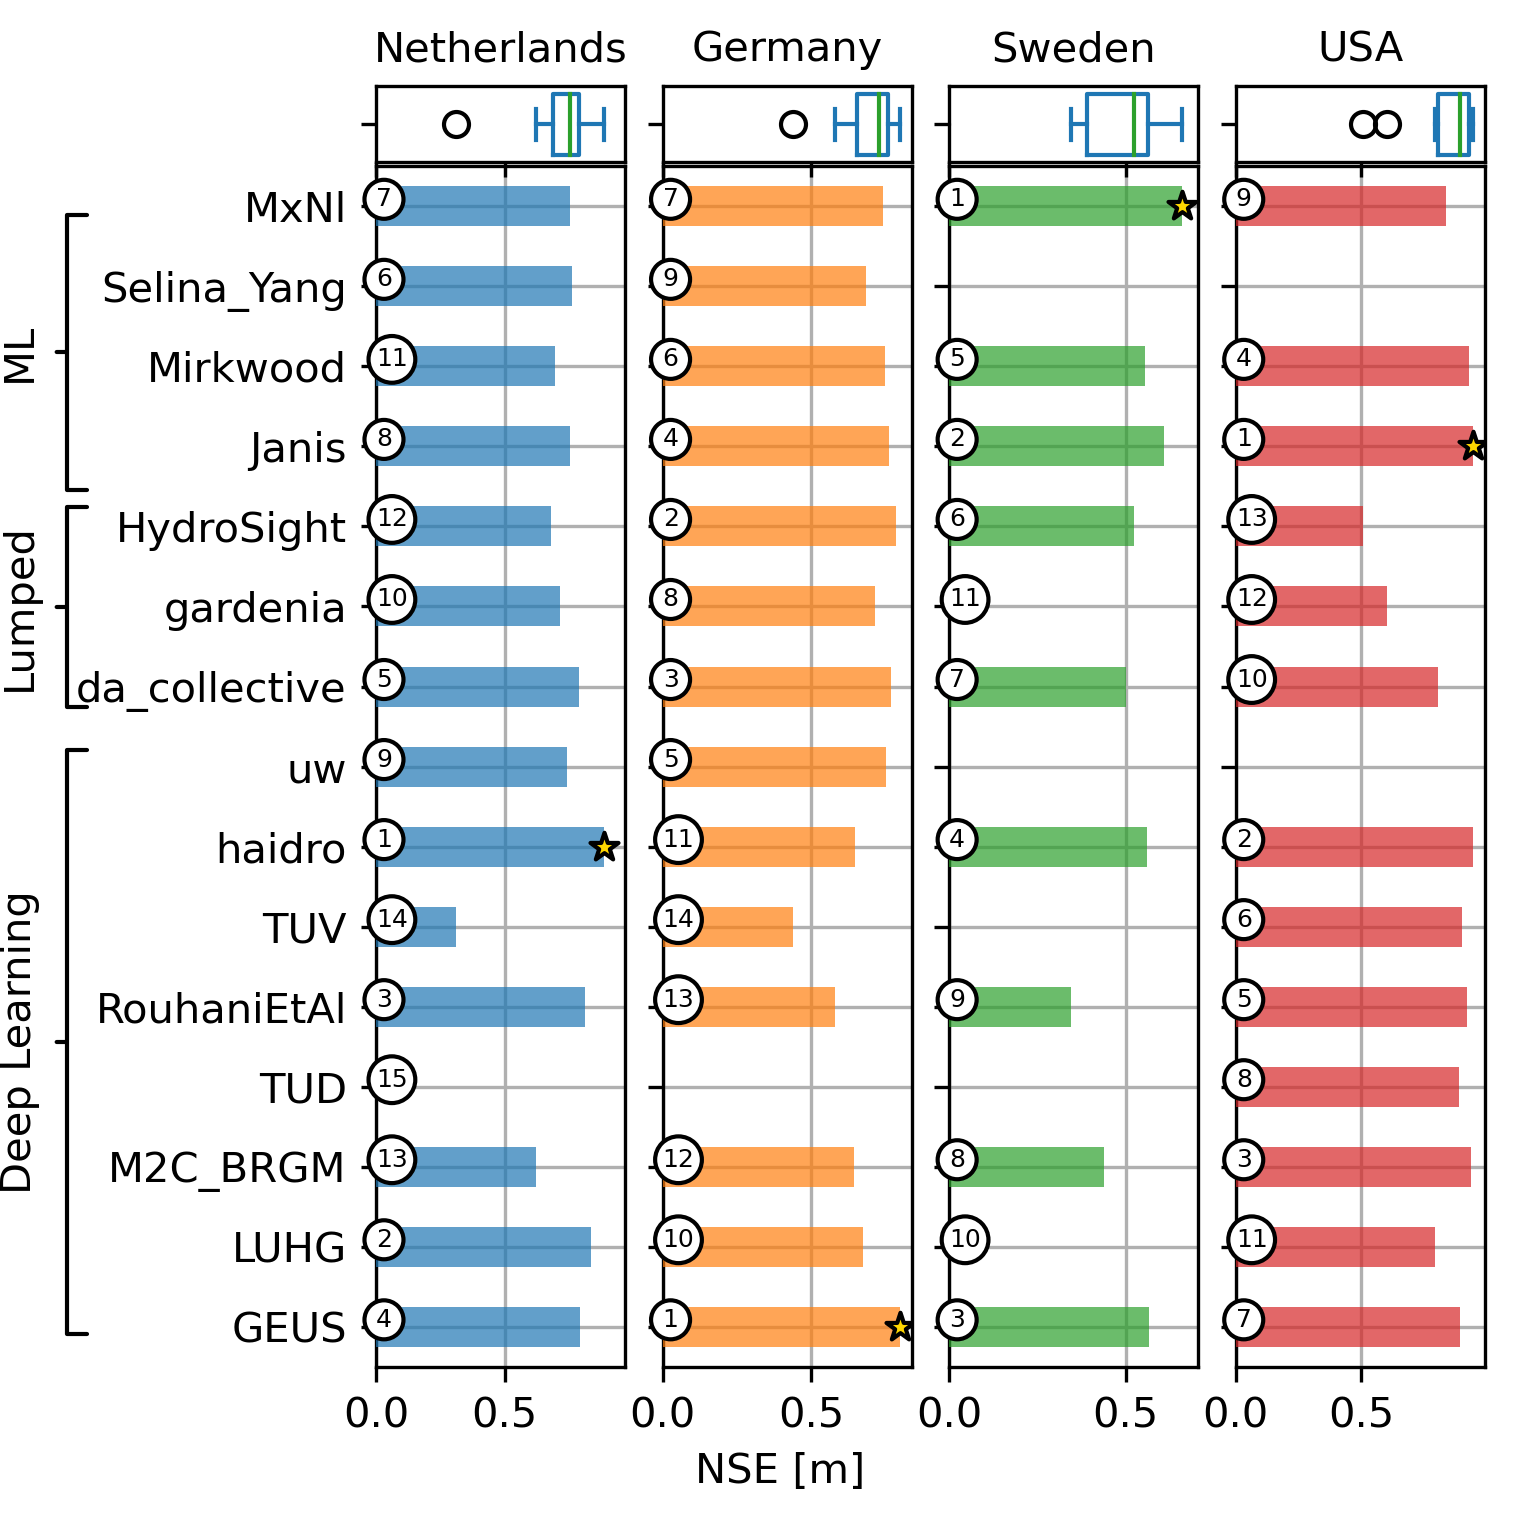 Netherlands Germany Sweden USA
MxNl 7 7 1 9
Selina_Yang 6 9
Mirkwood 11 6 5 4
Janis 8 4 2 1
ML
HydroSight 12 2 6 13
gardenia 10 8 11 12
da_collective 5 3 7 10
Lumped
uw 9 5
haidro 1 11 4 2
TUV 14 14 6
RouhaniEtAl 3 13 9 5
TUD 15 8
M2C_BRGM 13 12 8 3
LUHG 2 10 10 11
GEUS 4 1 3 7
Deep Learning
0.0 0.5 0.0 0.5 0.0 0.5 0.0 0.5
NSE [m]